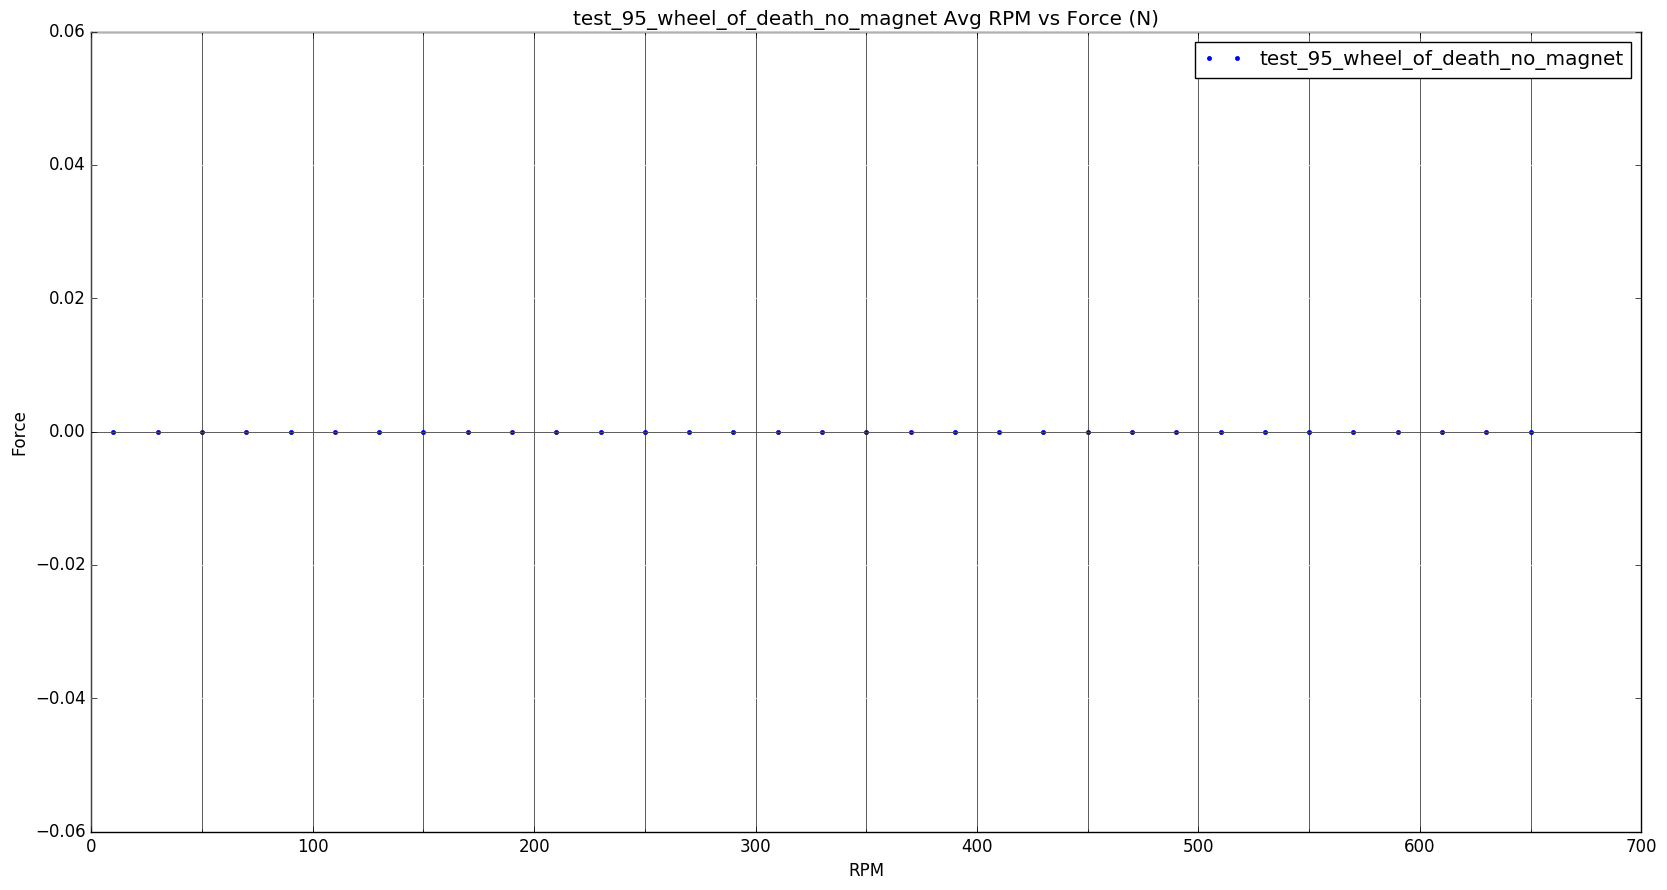 test_95_wheel_of_death_no_magnet Avg RPM vs Force (N)
test_95_wheel_of_death_no_magnet
0.06
0.04
0.02
0.00
−0.02
−0.04
−0.06
Force
0 100 200 300 400 500 600 700
RPM